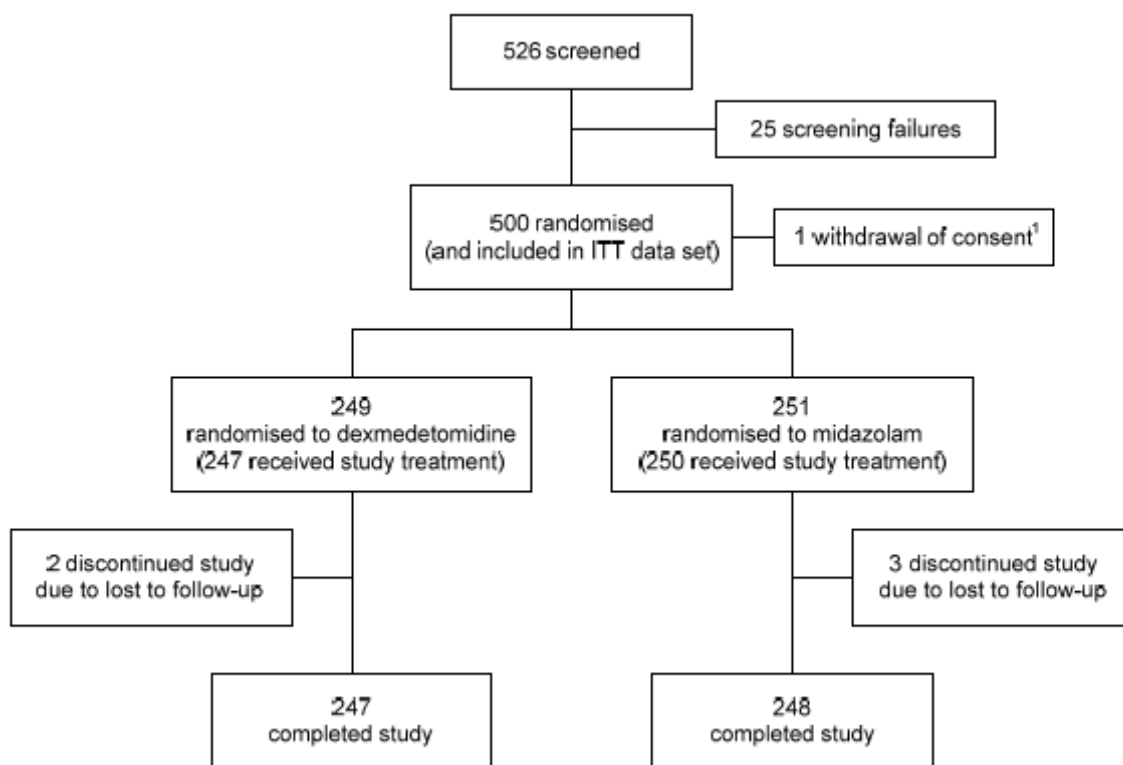 526 screened
25 screening failures
500 randomised
(and included in ITT data set)
1 withdrawal of consent¹
249
randomised to dexmedetomidine
(247 received study treatment)
251
randomised to midazolam
(250 received study treatment)
2 discontinued study
due to lost to follow-up
3 discontinued study
due to lost to follow-up
247
completed study
248
completed study